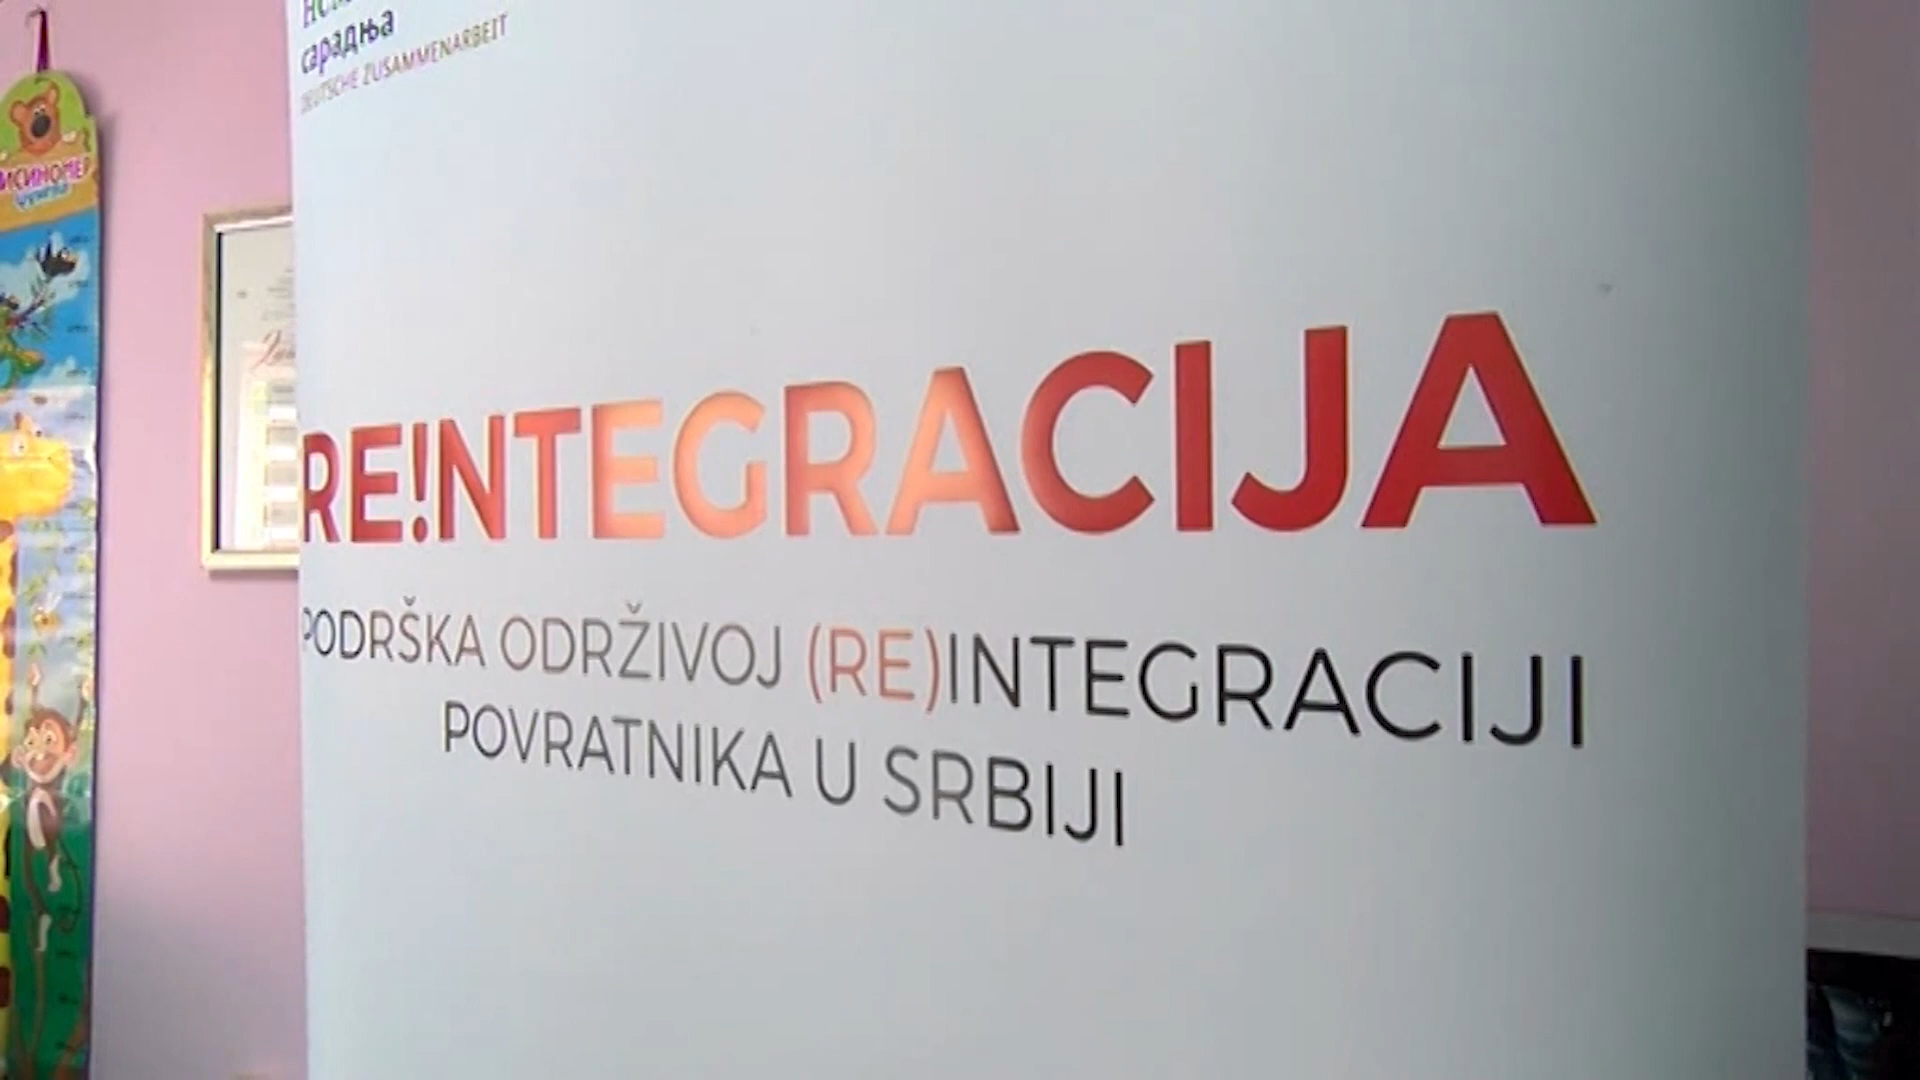 сарадња
DEUTSCHE ZUSAMMENARBEIT
RE!NTEGRACIJA
PODRŠKA ODRŽIVOJ (RE)INTEGRACIJI
POVRATNIKA U SRBIJI